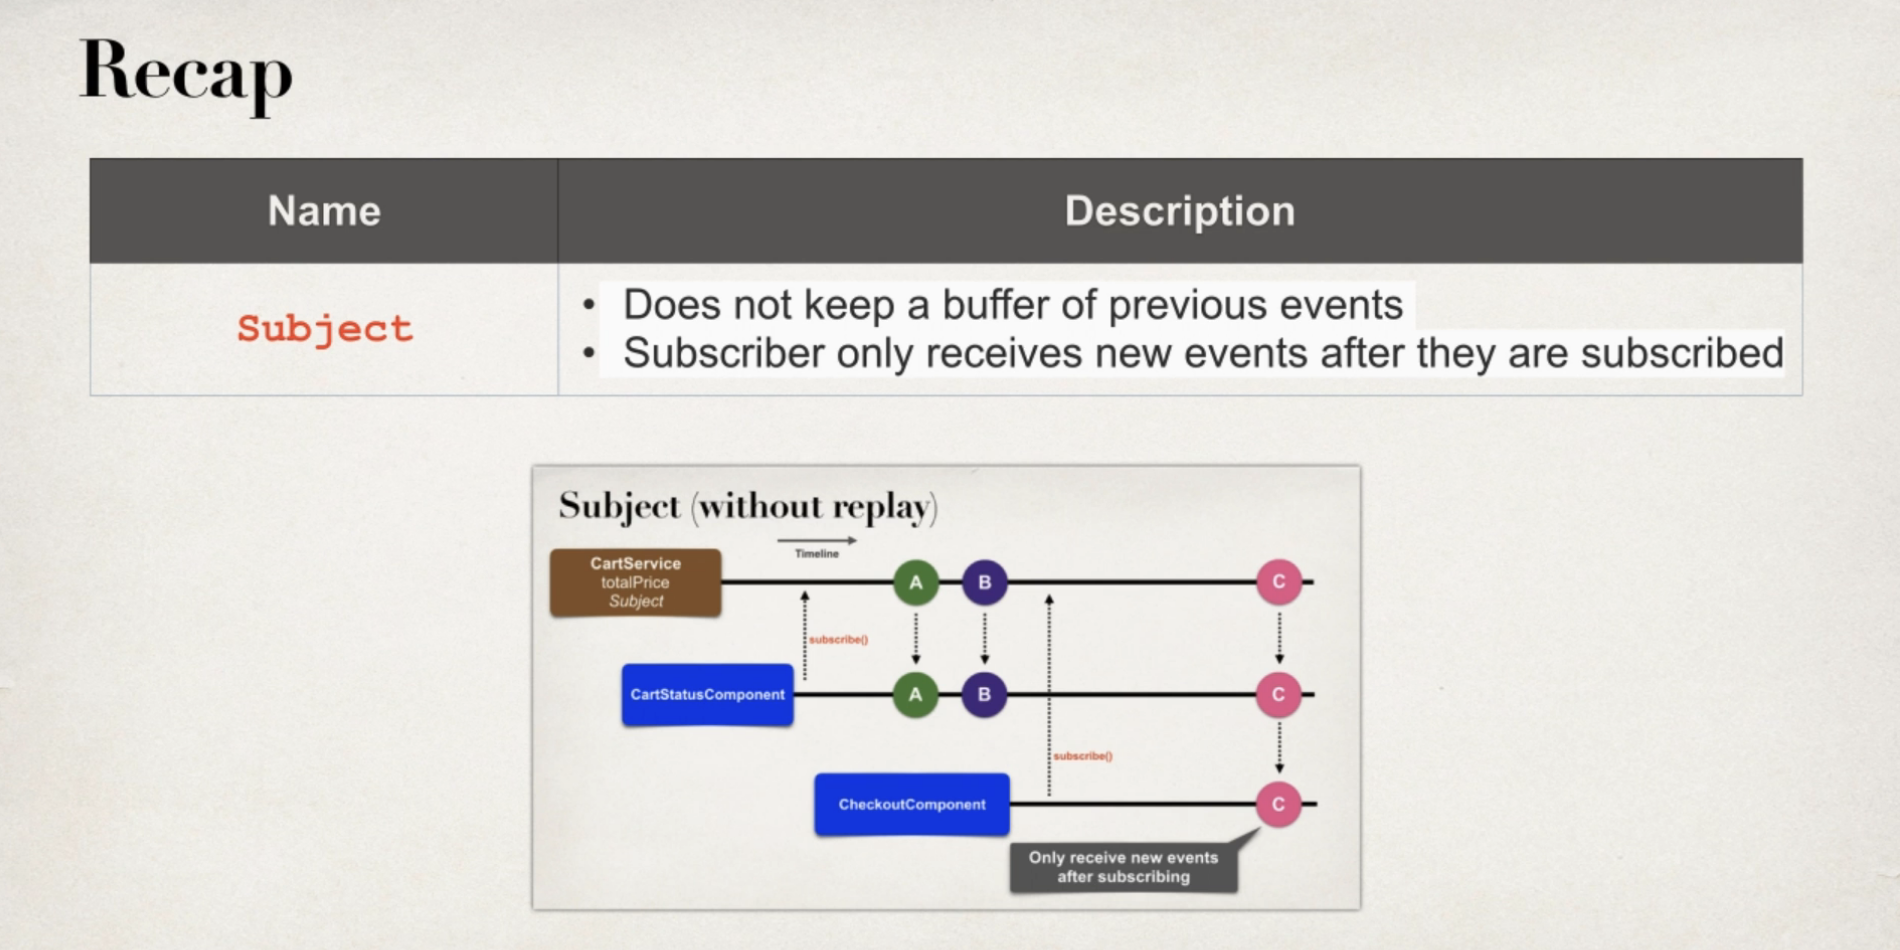 Recap
Name
Description
Subject
• Does not keep a buffer of previous events
• Subscriber only receives new events after they are subscribed
Subject (without replay)
Timeline
CartService
totalPrice
Subject
A
B
C
subscribe()
CartStatusComponent
A
B
C
subscribe()
CheckoutComponent
C
Only receive new events
after subscribing